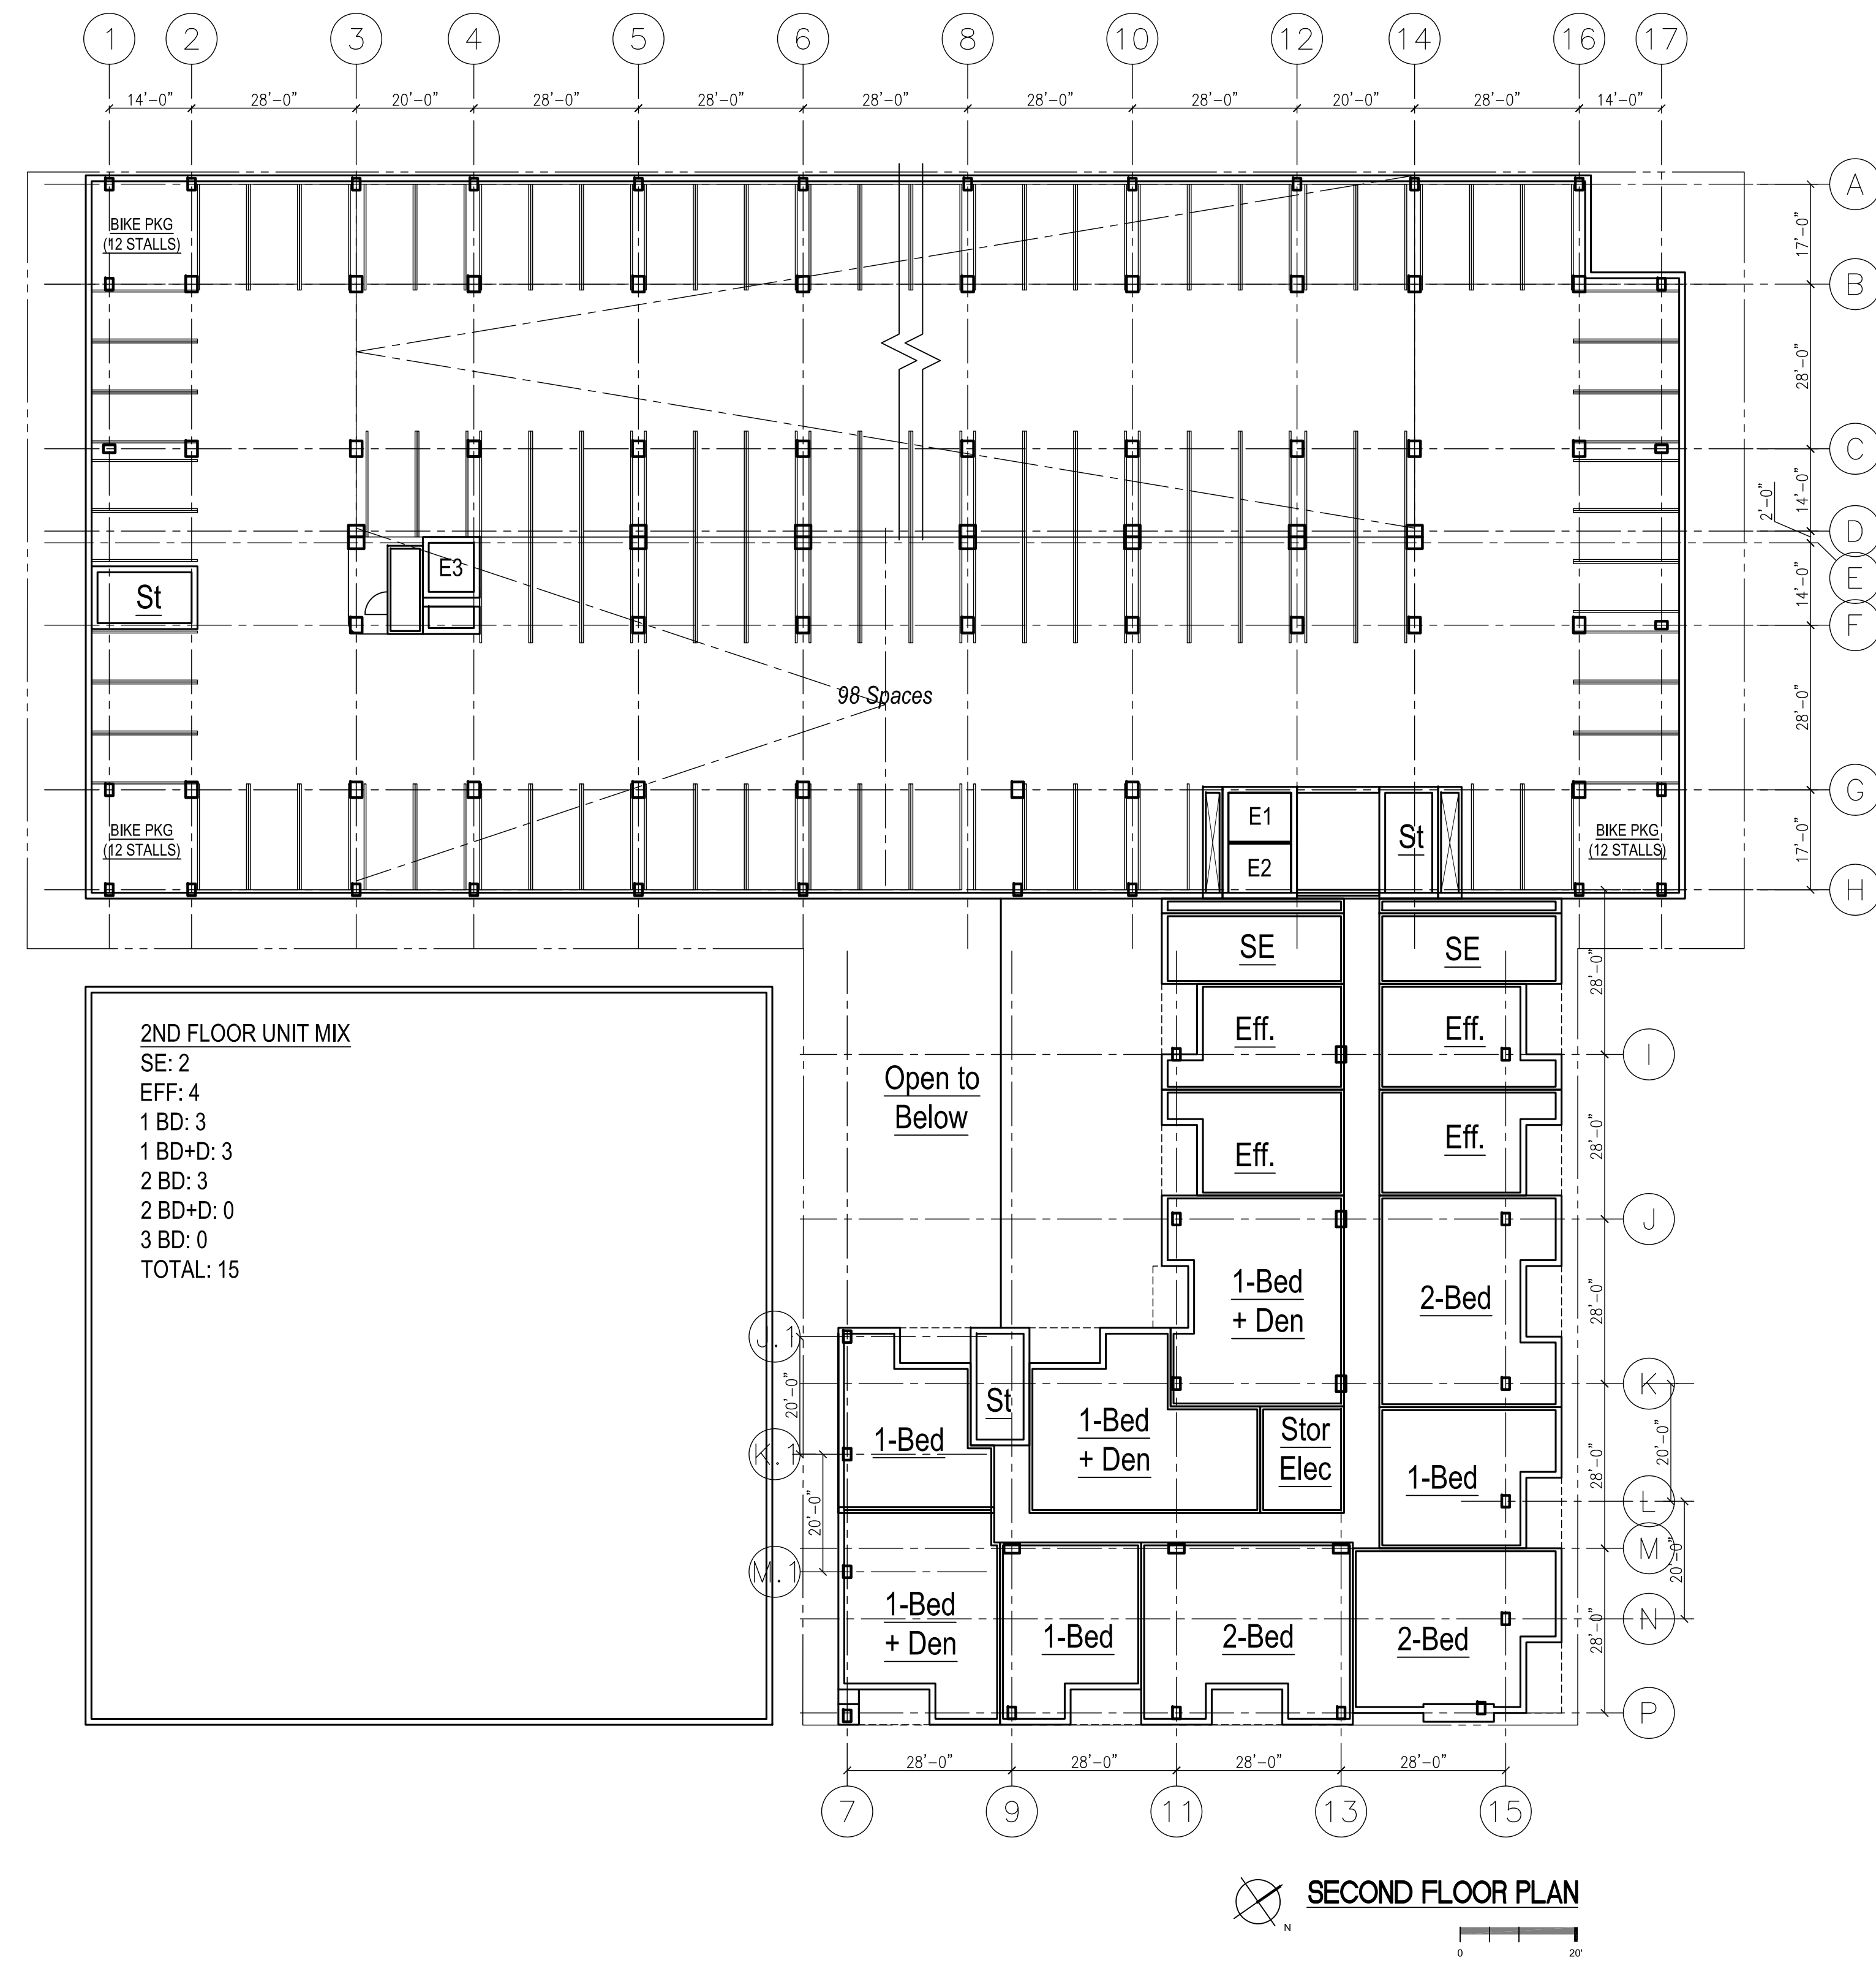 1 2 3 4 5 6 8 10 12 14 16 17
14'-0" 28'-0" 20'-0" 28'-0" 28'-0" 28'-0" 28'-0" 28'-0" 20'-0" 28'-0" 14'-0"
A
BIKE PKG
(12 STALLS)
17'-0"
B
28'-0"
C
14'-0"
2'-0"
D
E3
E
St
14'-0"
F
98 Spaces
28'-0"
G
E1
St
BIKE PKG
(12 STALLS)
BIKE PKG
(12 STALLS)
17'-0"
E2
H
SE SE
28'-0"
2ND FLOOR UNIT MIX
SE: 2
EFF: 4
1 BD: 3
1 BD+D: 3
2 BD: 3
2 BD+D: 0
3 BD: 0
TOTAL: 15
Eff. Eff.
I
Open to
Below
28'-0"
Eff. Eff.
J
1-Bed
+ Den
2-Bed
28'-0"
J.1
20'-0"
K
St
1-Bed
1-Bed
+ Den
Stor
Elec
1-Bed
K.1
28'-0"
20'-0"
L
20'-0"
M
20'-0"
M.1
1-Bed
+ Den
1-Bed
2-Bed
2-Bed
28'-0"
N
P
28'-0" 28'-0" 28'-0" 28'-0"
7 9 11 13 15
N
SECOND FLOOR PLAN
0 20'